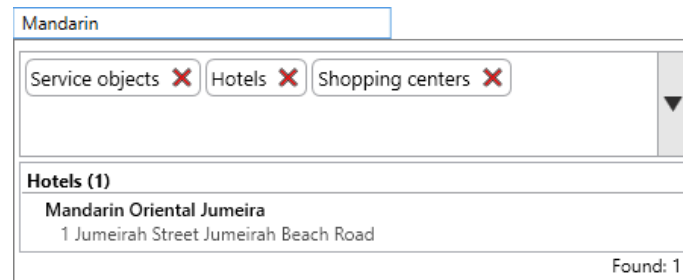 Mandarin
Service objects Hotels Shopping centers
Hotels (1)
Mandarin Oriental Jumeira
1 Jumeirah Street Jumeirah Beach Road
Found: 1